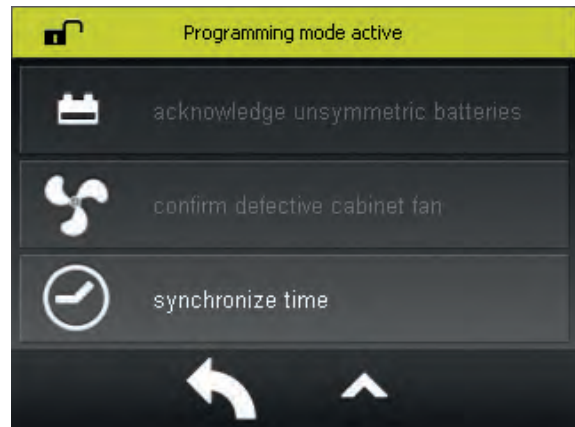 Programming mode active
acknowledge unsymmetric batteries
confirm defective cabinet fan
synchronize time